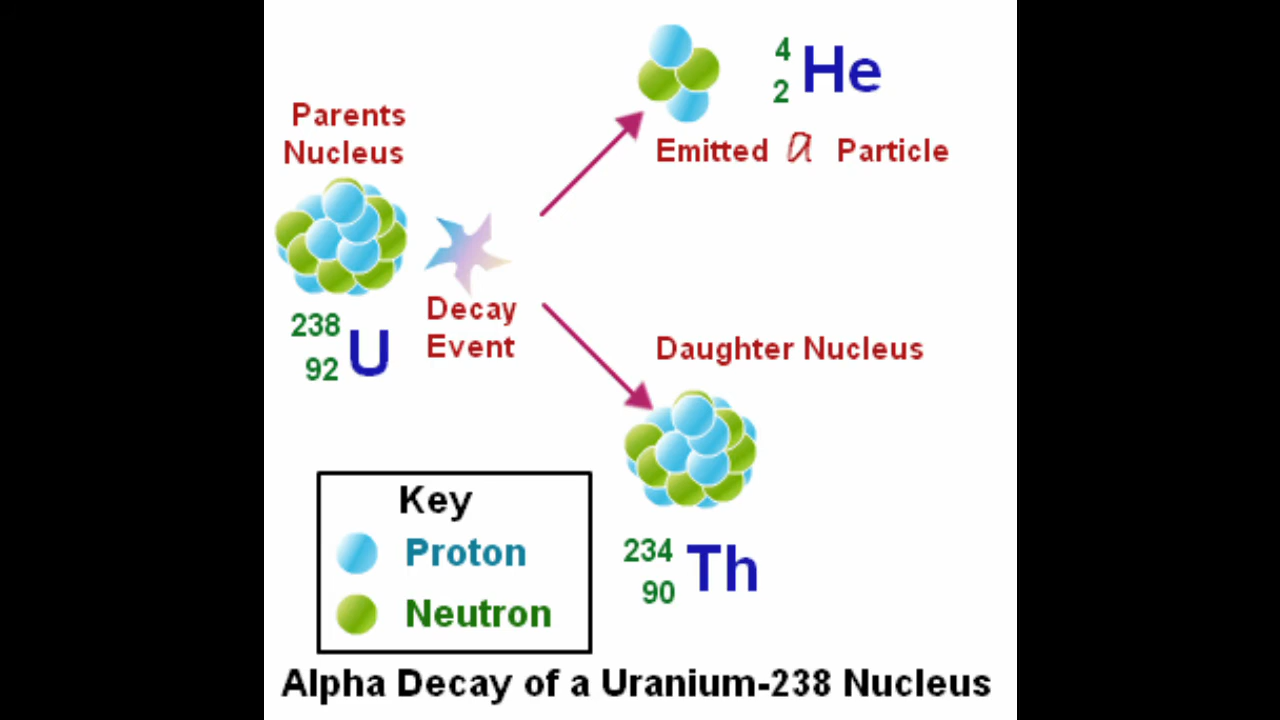 Parents
Nucleus
238
92 U
Decay
Event
4
2 He
Emitted a Particle
Daughter Nucleus
234
90 Th
Key
Proton
Neutron
Alpha Decay of a Uranium-238 Nucleus